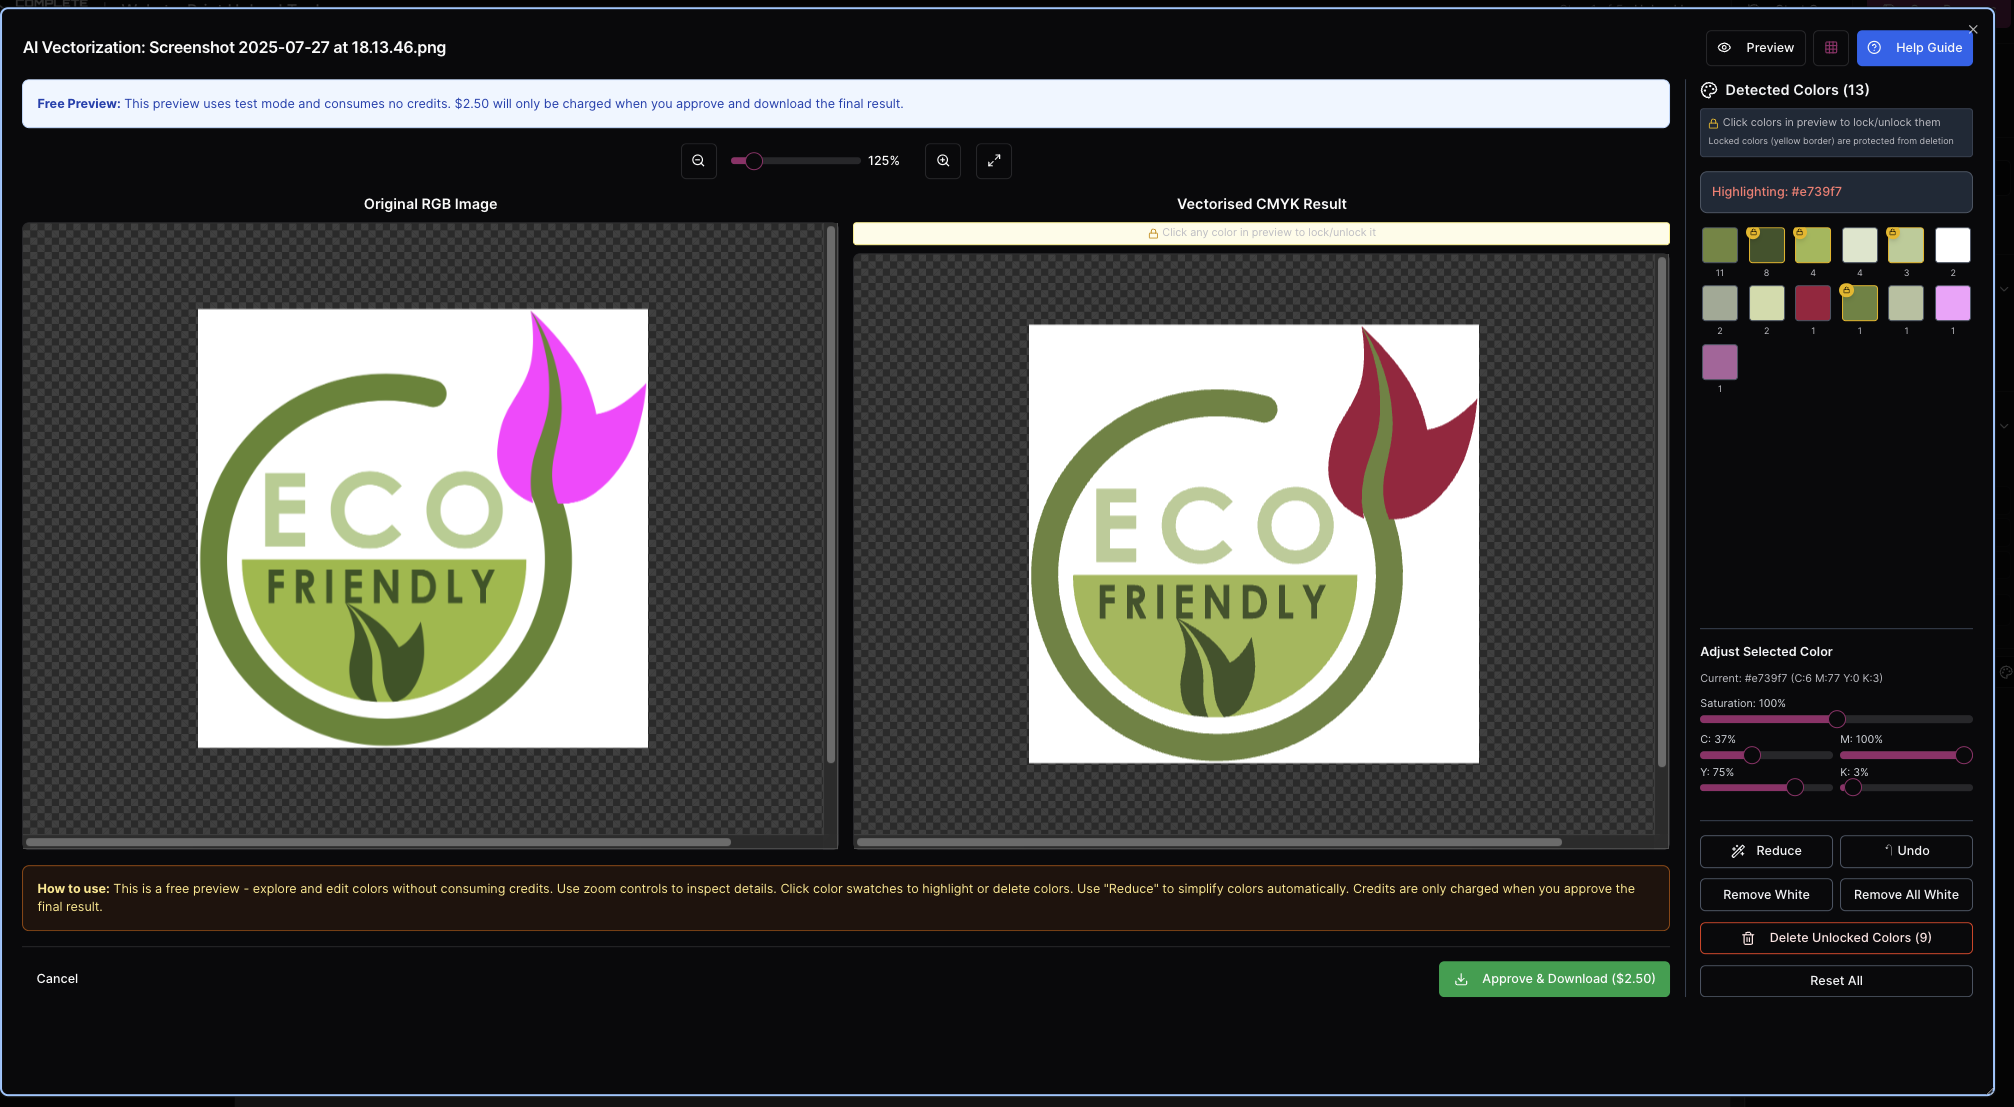 AI Vectorization: Screenshot 2025-07-27 at 18.13.46.png
Preview
Help Guide
Free Preview: This preview uses test mode and consumes no credits. $2.50 will only be charged when you approve and download the final result.
125%
Original RGB Image
Vectorised CMYK Result
Click any color in preview to lock/unlock it
ECO
FRIENDLY
ECO
FRIENDLY
How to use: This is a free preview - explore and edit colors without consuming credits. Use zoom controls to inspect details. Click color swatches to highlight or delete colors. Use "Reduce" to simplify colors automatically. Credits are only charged when you approve the
final result.
Cancel
Approve & Download ($2.50)
Detected Colors (13)
Click colors in preview to lock/unlock them
Locked colors (yellow border) are protected from deletion
Highlighting: #e739f7
11 8 4 4 3 2
2 2 1 1 1 1
1
Adjust Selected Color
Current: #e739f7 (C:6 M:77 Y:0 K:3)
Saturation: 100%
C: 37% M: 100%
Y: 75% K: 3%
Reduce Undo
Remove White Remove All White
Delete Unlocked Colors (9)
Reset All